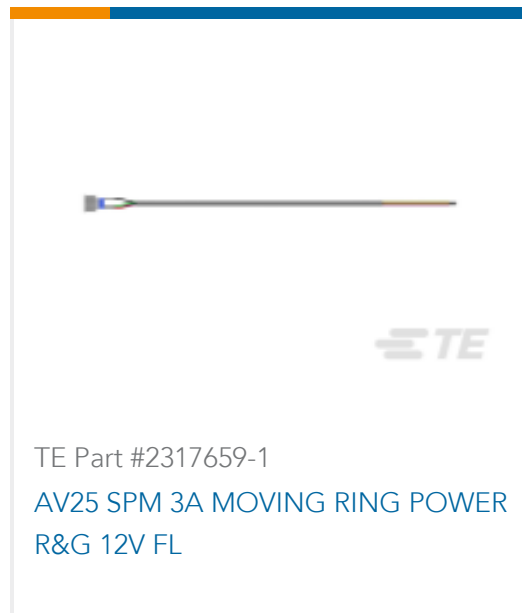 TE
TE Part #2317659-1
AV25 SPM 3A MOVING RING POWER
R&G 12V FL